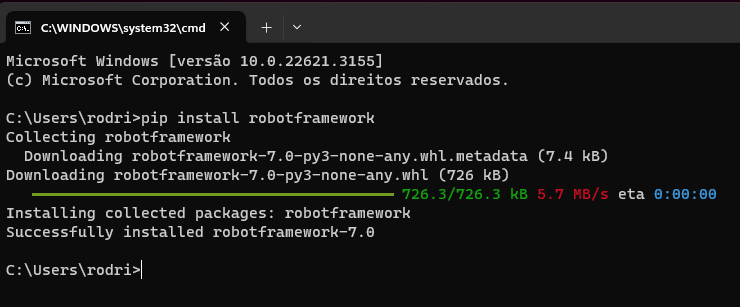 C:\WINDOWS\system32\cmd
Microsoft Windows [versão 10.0.22621.3155]
(c) Microsoft Corporation. Todos os direitos reservados.
C:\Users\rodri>pip install robotframework
Collecting robotframework
  Downloading robotframework-7.0-py3-none-any.whl.metadata (7.4 kB)
Downloading robotframework-7.0-py3-none-any.whl (726 kB)
726.3/726.3 kB 5.7 MB/s eta 0:00:00
Installing collected packages: robotframework
Successfully installed robotframework-7.0
C:\Users\rodri>